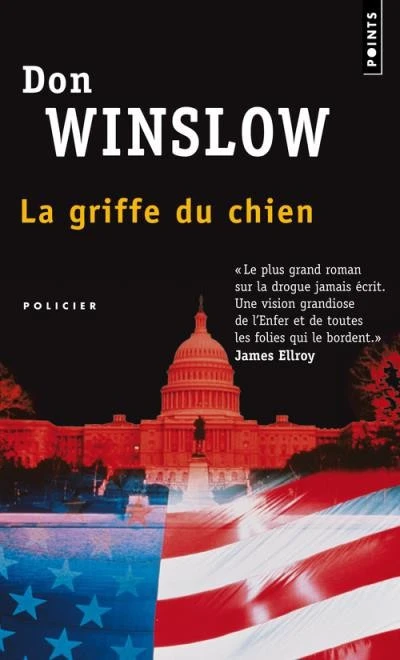 POINTS
Don
WINSLOW
La griffe du chien
POLICIER
« Le plus grand roman
sur la drogue jamais écrit.
Une vision grandiose
de l'Enfer et de toutes
les folies qui le bordent.»
James Ellroy